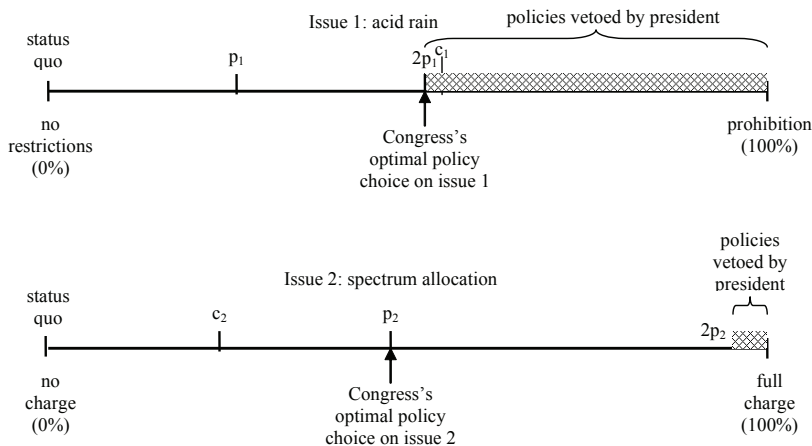 Issue 1: acid rain
policies vetoed by president
status
quo
p1
2p1
c1
no
restrictions
(0%)
Congress's
optimal policy
choice on issue 1
prohibition
(100%)
Issue 2: spectrum allocation
policies
vetoed by
president
status
quo
c2
p2
2p2
no
charge
(0%)
Congress's
optimal policy
choice on issue 2
full
charge
(100%)